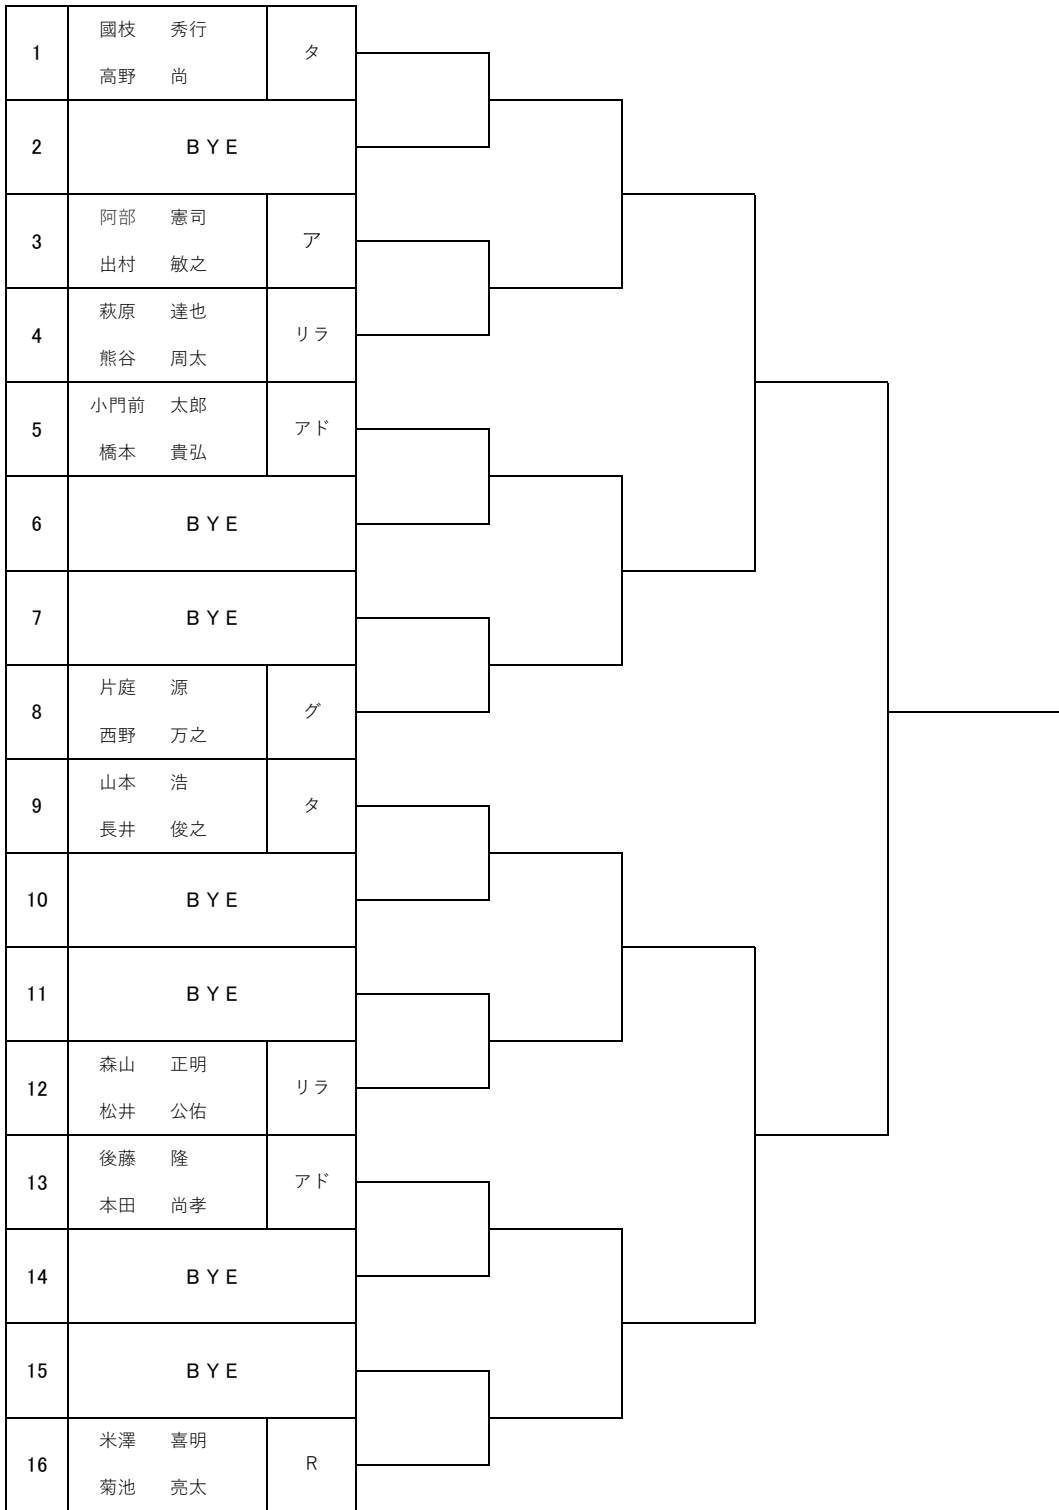 國枝 秀行
1 タ
高野 尚
2 BYE
阿部 憲司
3 ア
出村 敏之
萩原 達也
4 リラ
熊谷 周太
小門前 太郎
5 アド
橋本 貴弘
6 BYE
7 BYE
片庭 源
8 グ
西野 万之
山本 浩
9 タ
長井 俊之
10 BYE
11 BYE
森山 正明
12 リラ
松井 公佑
後藤 隆
13 アド
本田 尚孝
14 BYE
15 BYE
米澤 喜明
16 R
菊池 亮太